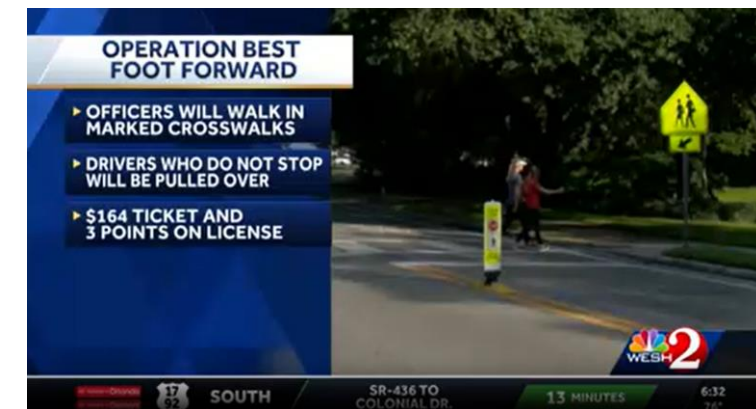 OPERATION BEST
FOOT FORWARD
▸ OFFICERS WILL WALK IN
MARKED CROSSWALKS
▸ DRIVERS WHO DO NOT STOP
WILL BE PULLED OVER
▸ $164 TICKET AND
3 POINTS ON LICENSE
WESH 2
17
92
SOUTH
SR-436 TO
COLONIAL DR.
13 MINUTES
6:32
76°